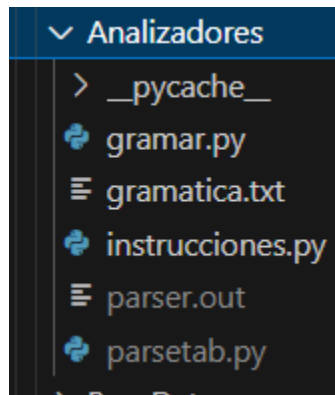 Analizadores
__pycache__
gramar.py
gramatica.txt
instrucciones.py
parser.out
parsetab.py